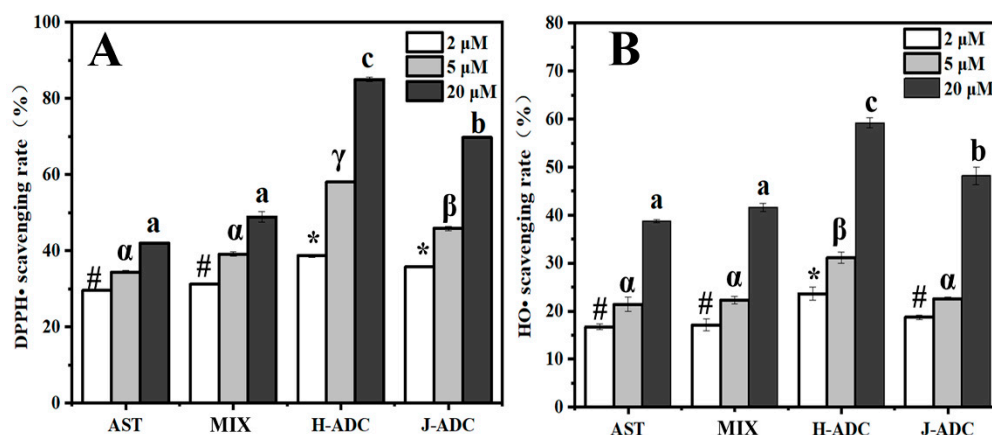 A
DPPH• scavenging rate（%）
100
80
60
40
20
0
2 μM
5 μM
20 μM
# α a
# α a
* γ c
* β b
AST MIX H-ADC J-ADC
B
HO• scavenging rate（%）
80
70
60
50
40
30
20
10
0
2 μM
5 μM
20 μM
# α a
# α a
* β c
# α b
AST MIX H-ADC J-ADC